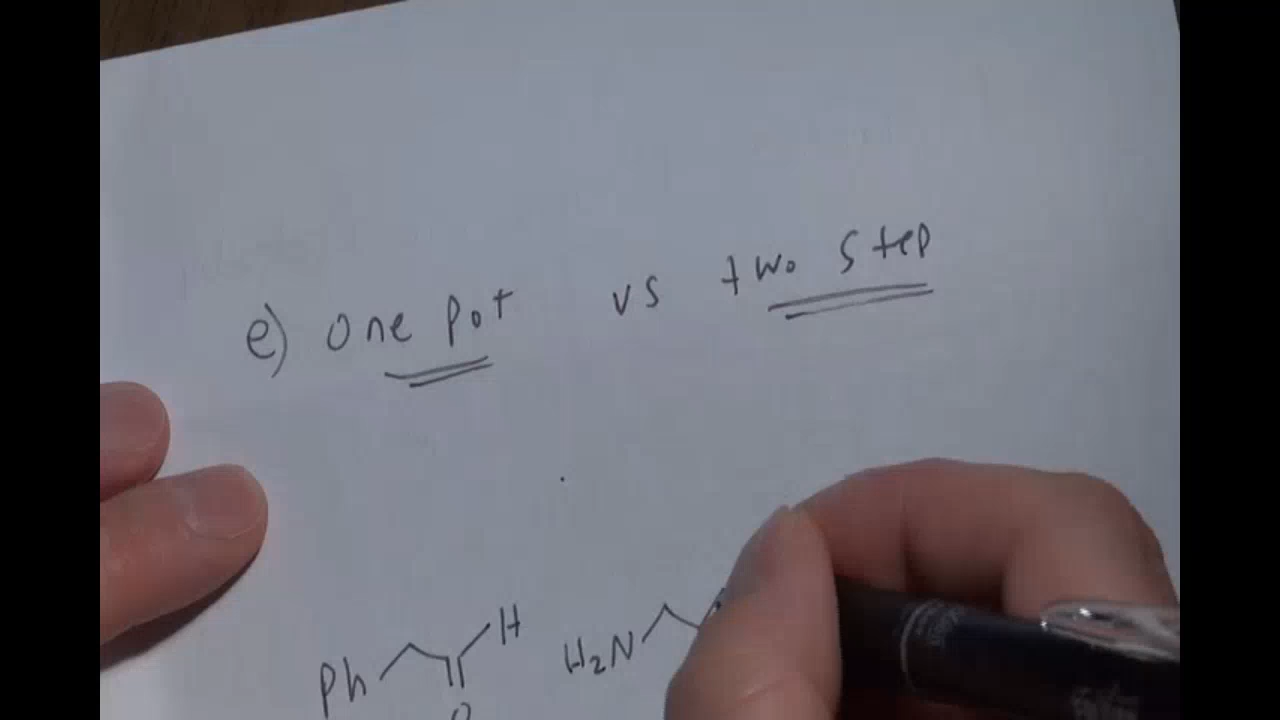 e) One pot vs two step
Ph H H₂N
O